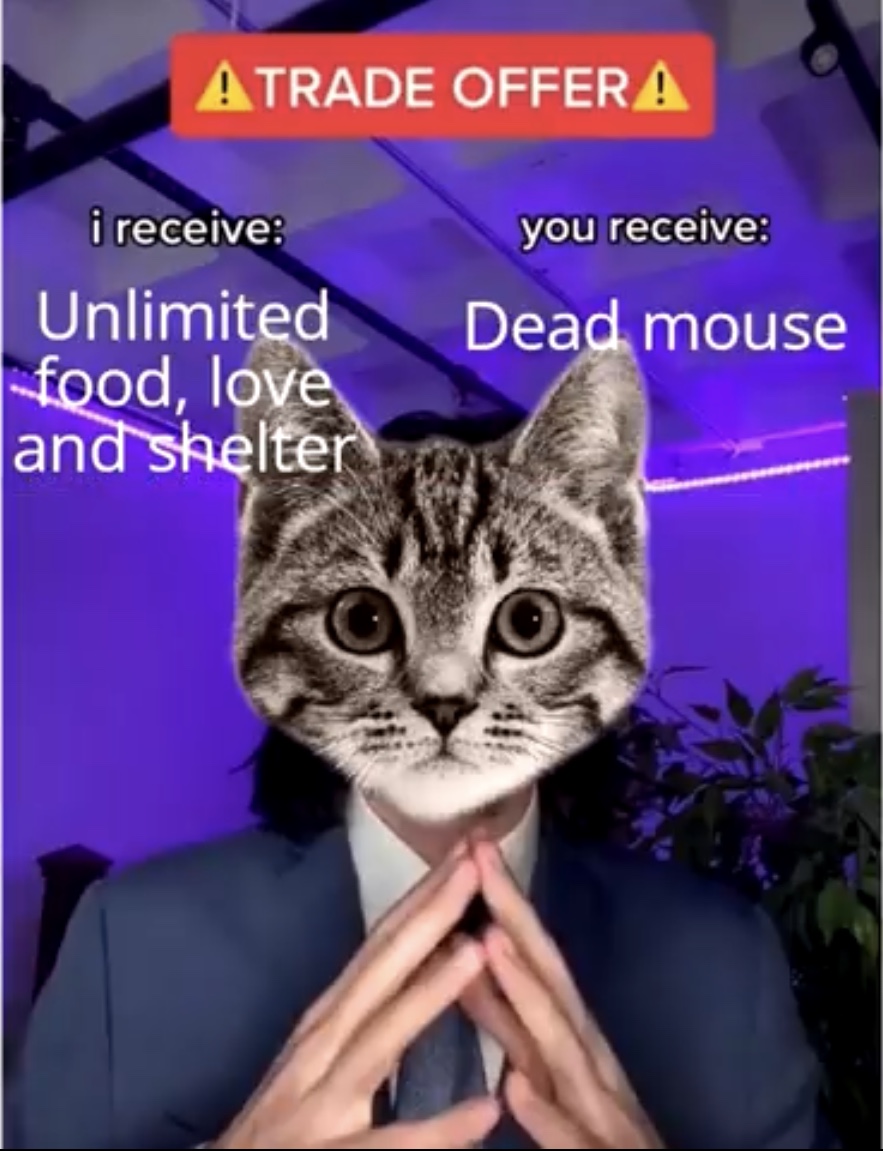 ⚠️TRADE OFFER⚠️
i receive:
you receive:
Unlimited
food, love
and shelter
Dead mouse